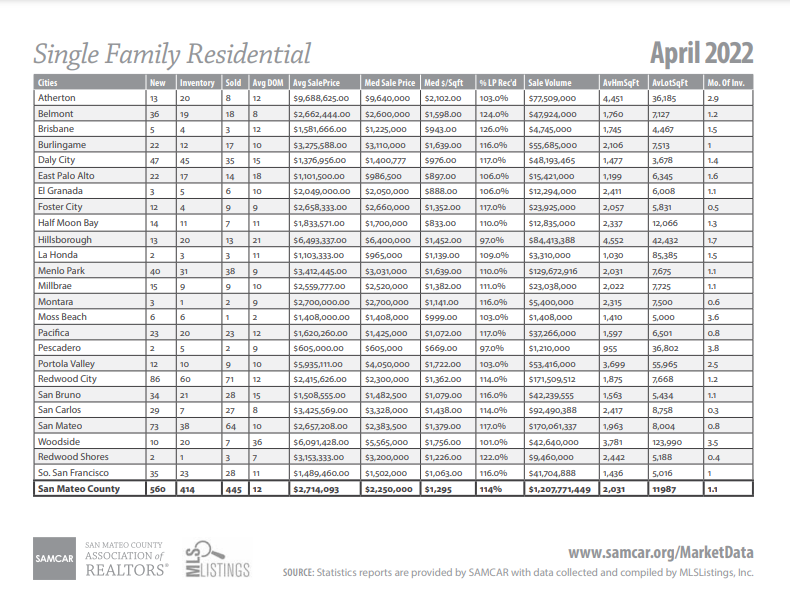 Single Family Residential April 2022
Cities New Inventory Sold Avg DOM Avg SalePrice Med Sale Price Med $/Sqft % LP Rec'd Sale Volume AvHmSqFt AvLotSqFt Mo. Of Inv.
Atherton 13 20 8 12 $9,688,625.00 $9,640,000 $2,102.00 103.0% $77,509,000 4,451 36,185 2.9
Belmont 36 19 18 8 $2,662,444.00 $2,600,000 $1,598.00 124.0% $47,924,000 1,760 7,127 1.2
Brisbane 5 4 3 12 $1,581,666.00 $1,225,000 $943.00 126.0% $4,745,000 1,745 4,467 1.5
Burlingame 22 12 17 10 $3,275,588.00 $3,110,000 $1,639.00 116.0% $55,685,000 2,106 7,513 1
Daly City 47 45 35 15 $1,376,956.00 $1,400,777 $976.00 117.0% $48,193,465 1,477 3,678 1.4
East Palo Alto 22 17 14 18 $1,101,500.00 $986,500 $897.00 106.0% $15,421,000 1,199 6,345 1.6
El Granada 3 5 6 10 $2,049,000.00 $2,050,000 $888.00 106.0% $12,294,000 2,411 6,008 1.1
Foster City 12 4 9 9 $2,658,333.00 $2,660,000 $1,352.00 117.0% $23,925,000 2,057 5,831 0.5
Half Moon Bay 14 11 7 11 $1,833,571.00 $1,700,000 $833.00 110.0% $12,835,000 2,337 12,066 1.3
Hillsborough 13 20 13 21 $6,493,337.00 $6,400,000 $1,452.00 97.0% $84,413,388 4,552 42,432 1.7
La Honda 2 3 3 11 $1,103,333.00 $965,000 $1,139.00 109.0% $3,310,000 1,030 85,385 1.5
Menlo Park 40 31 38 9 $3,412,445.00 $3,031,000 $1,639.00 110.0% $129,672,916 2,031 7,675 1.1
Millbrae 15 9 9 10 $2,559,777.00 $2,520,000 $1,382.00 111.0% $23,038,000 2,022 7,725 1.1
Montara 3 1 2 9 $2,700,000.00 $2,700,000 $1,141.00 116.0% $5,400,000 2,315 7,500 0.6
Moss Beach 6 6 1 2 $1,408,000.00 $1,408,000 $999.00 103.0% $1,408,000 1,410 5,000 3.6
Pacifica 23 20 23 12 $1,620,260.00 $1,425,000 $1,072.00 117.0% $37,266,000 1,597 6,501 0.8
Pescadero 2 5 2 9 $605,000.00 $605,000 $669.00 97.0% $1,210,000 955 36,802 3.8
Portola Valley 12 10 9 10 $5,935,111.00 $4,050,000 $1,722.00 103.0% $53,416,000 3,699 55,965 2.5
Redwood City 86 60 71 12 $2,415,626.00 $2,300,000 $1,362.00 114.0% $171,509,512 1,875 7,668 1.2
San Bruno 34 21 28 15 $1,508,555.00 $1,482,500 $1,079.00 116.0% $42,239,555 1,563 5,434 1.1
San Carlos 29 7 27 8 $3,425,569.00 $3,328,000 $1,438.00 114.0% $92,490,388 2,417 8,758 0.3
San Mateo 73 38 64 10 $2,657,208.00 $2,383,500 $1,379.00 117.0% $170,061,337 1,963 8,004 0.8
Woodside 10 20 7 36 $6,091,428.00 $5,565,000 $1,756.00 101.0% $42,640,000 3,781 123,990 3.5
Redwood Shores 2 1 3 7 $3,153,333.00 $3,200,000 $1,226.00 122.0% $9,460,000 2,442 5,188 0.4
So. San Francisco 35 23 28 11 $1,489,460.00 $1,502,000 $1,063.00 116.0% $41,704,888 1,436 5,016 1
San Mateo County 560 414 445 12 $2,714,093 $2,250,000 $1,295 114% $1,207,771,449 2,031 11987 1.1
SAMCAR
SAN MATEO COUNTY
ASSOCIATION of
REALTORS®
MLSLISTINGS
www.samcar.org/MarketData
SOURCE: Statistics reports are provided by SAMCAR with data collected and compiled by MLSListings, Inc.